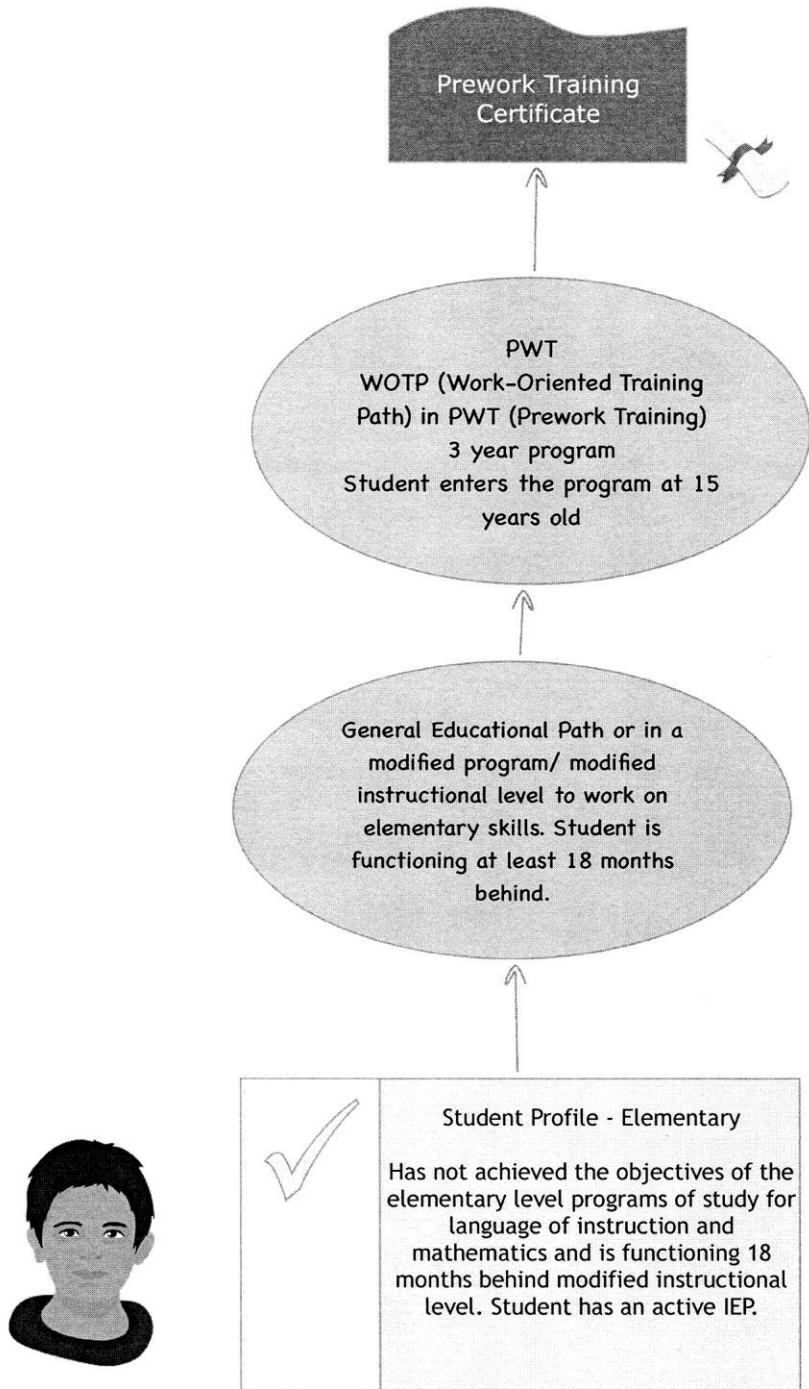 Prework Training
Certificate
PWT
WOTP (Work-Oriented Training
Path) in PWT (Prework Training)
3 year program
Student enters the program at 15
years old
General Educational Path or in a
modified program/ modified
instructional level to work on
elementary skills. Student is
functioning at least 18 months
behind.
Student Profile - Elementary
Has not achieved the objectives of the
elementary level programs of study for
language of instruction and
mathematics and is functioning 18
months behind modified instructional
level. Student has an active IEP.